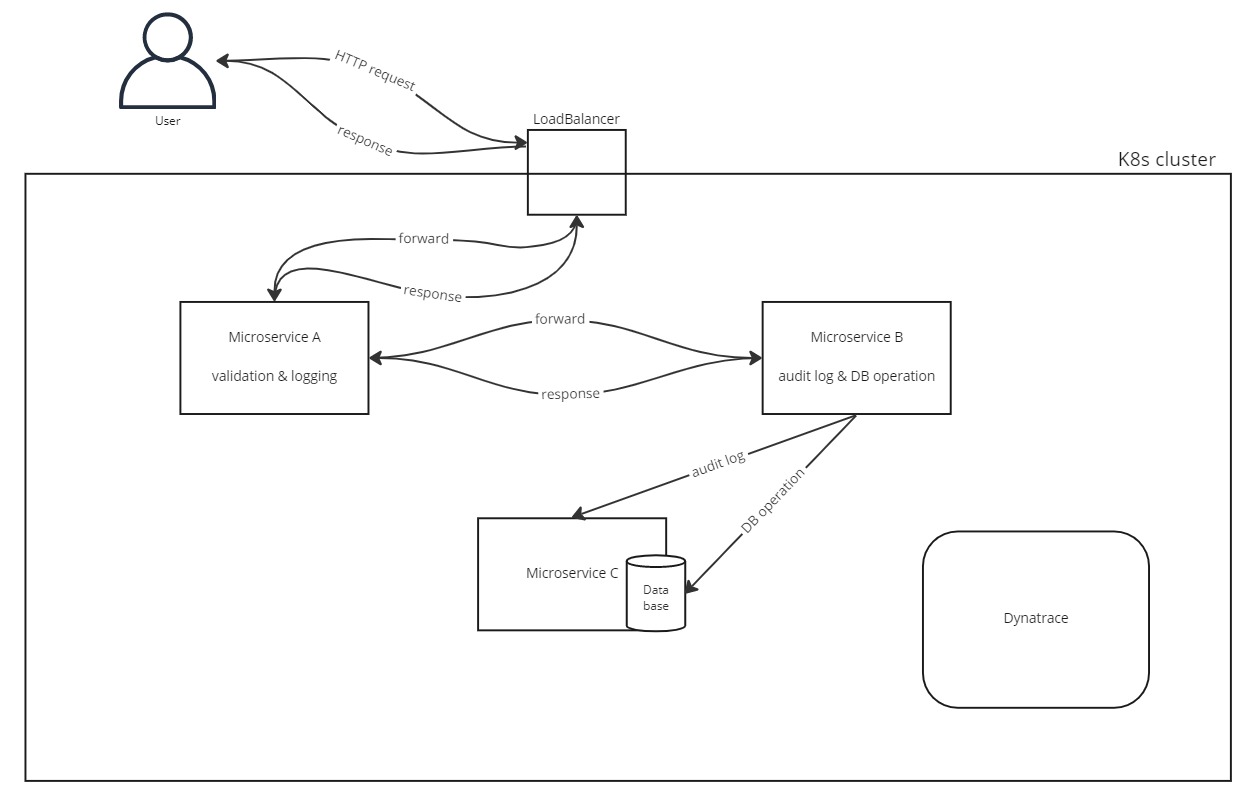 HTTP request
User
LoadBalancer
response
K8s cluster
forward
response
Microservice A
validation & logging
forward
response
Microservice B
audit log & DB operation
audit log
DB operation
Microservice C
Data
base
Dynatrace